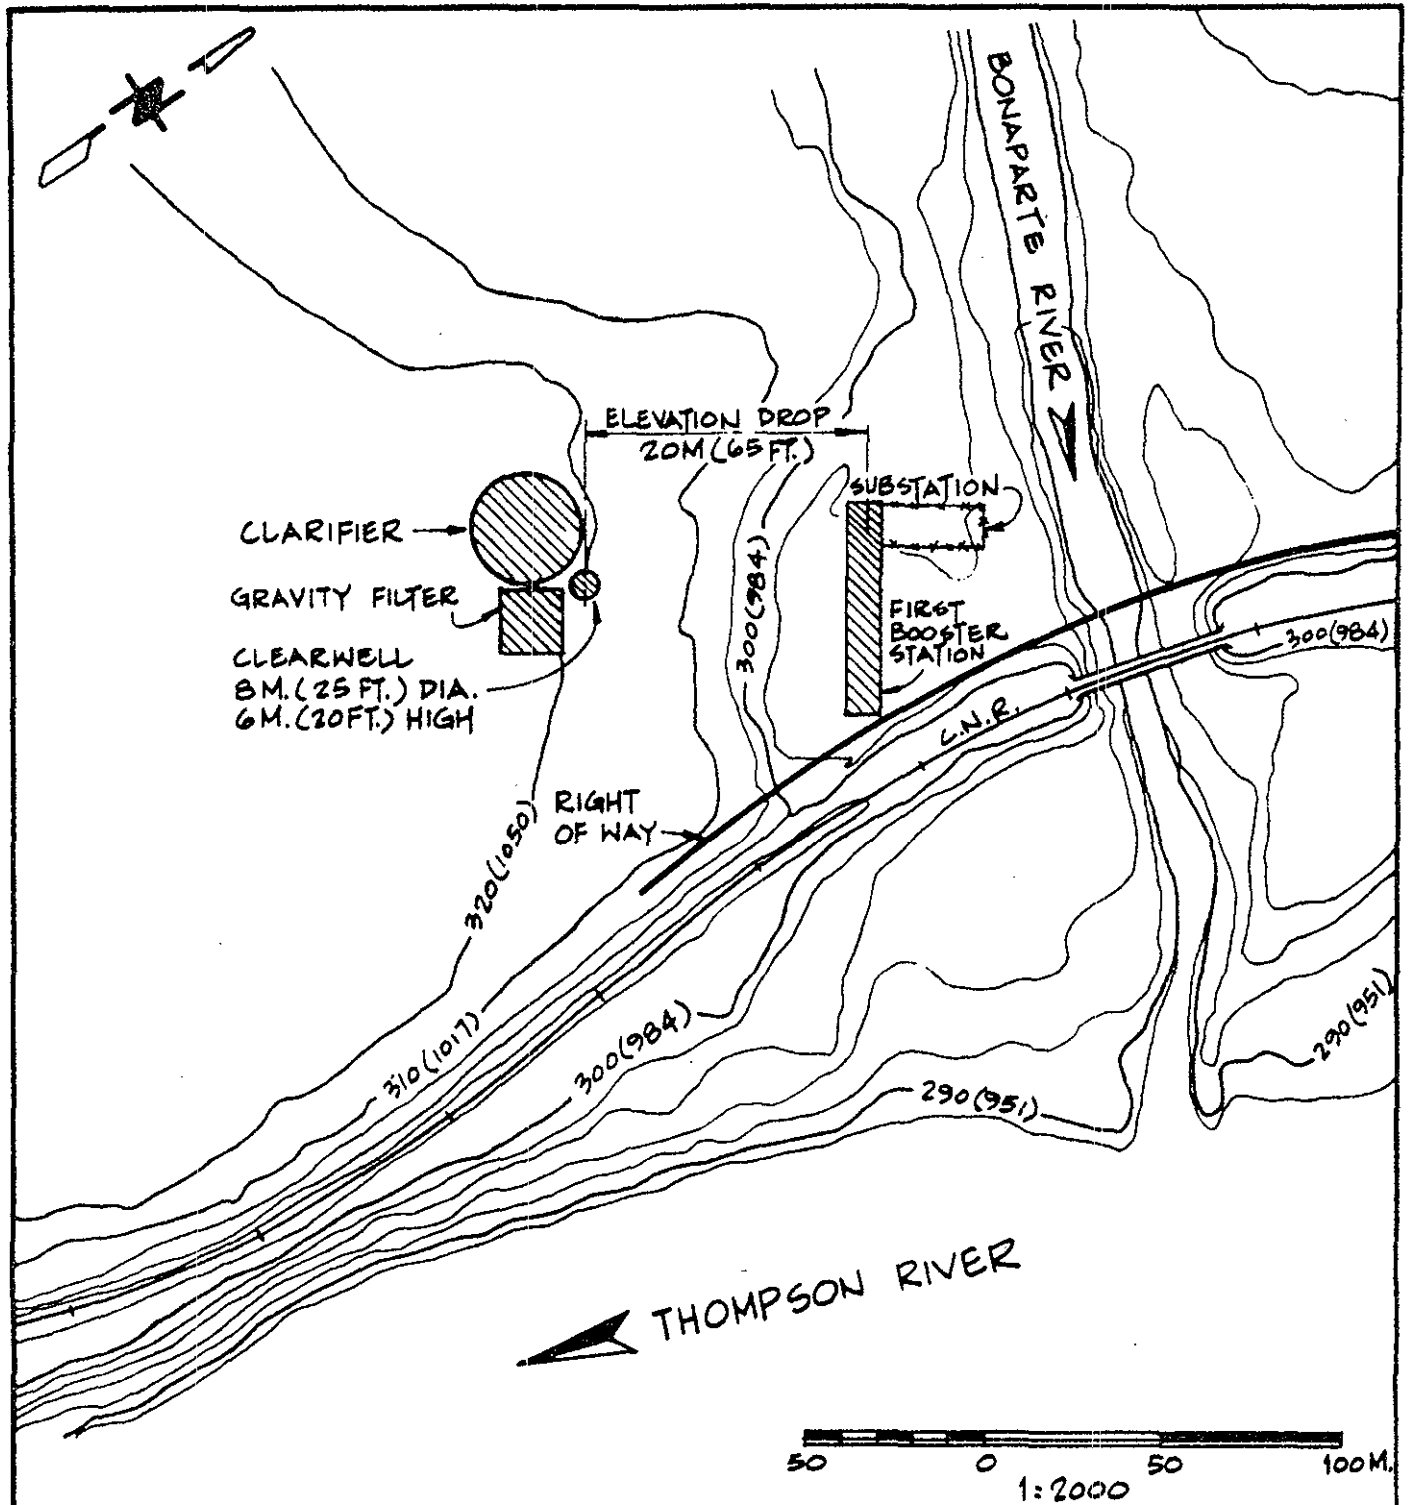 BONAPARTE RIVER
ELEVATION DROP
20M (65 FT.)
SUBSTATION
CLARIFIER
GRAVITY FILTER
CLEARWELL
8M. (25 FT.) DIA.
6M. (20 FT.) HIGH
300(984)
FIRST
BOOSTER
STATION
300(984)
C.N.R.
RIGHT
OF WAY
320(1050)
310(1017)
300(984)
290(951)
290(951)
THOMPSON RIVER
50 0 50 100 M.
1:2000